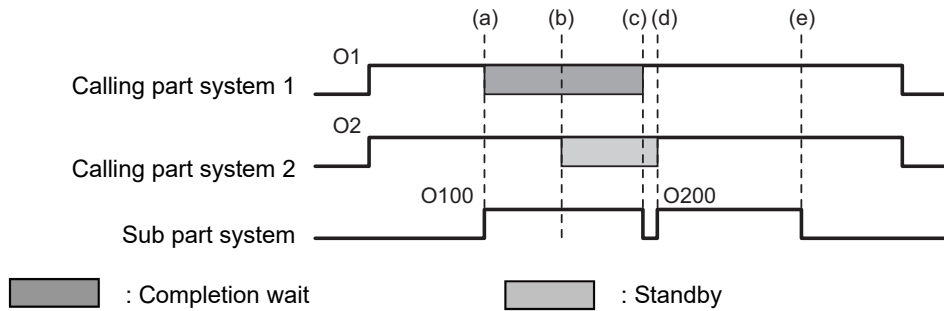 (a) (b) (c) (d) (e)
O1
Calling part system 1
O2
Calling part system 2
O100 O200
Sub part system
: Completion wait : Standby